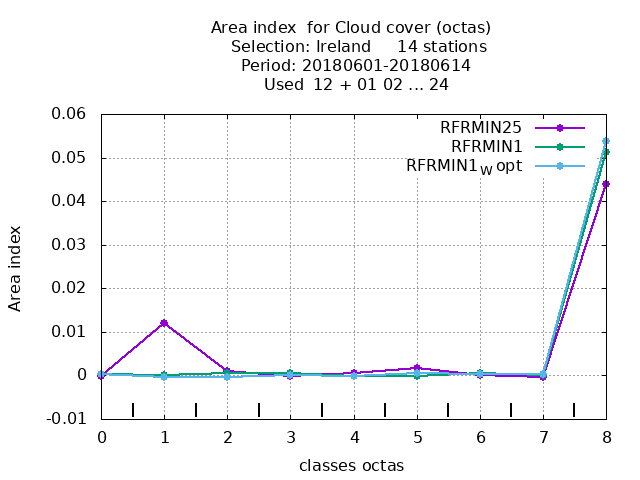 Area index  for Cloud cover (octas)
Selection: Ireland     14 stations
Period: 20180601-20180614
Used  12 + 01 02 ... 24
RFRMIN25
RFRMIN1
RFRMIN1W opt
0.06
0.05
0.04
0.03
0.02
0.01
0
-0.01
Area index
0 1 2 3 4 5 6 7 8
classes octas